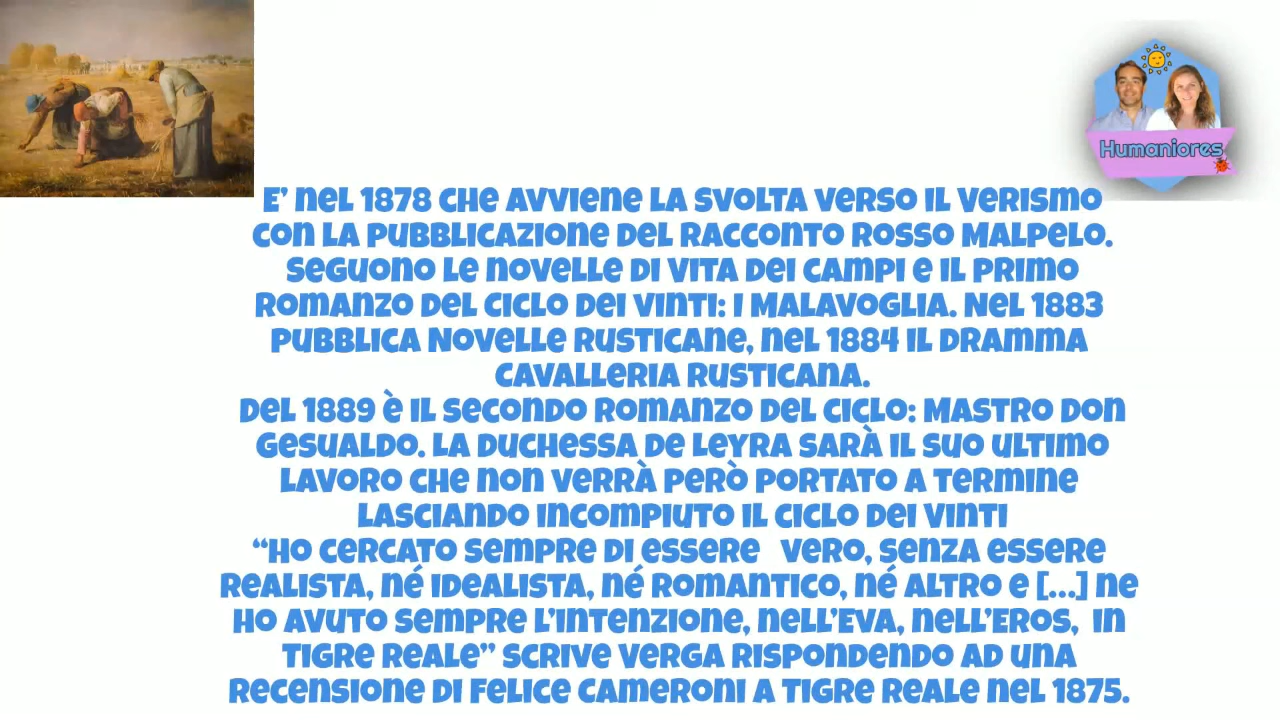 Humaniores
E' nel 1878 che avviene la svolta verso il Verismo
con la pubblicazione del racconto Rosso Malpelo.
Seguono le novelle di Vita dei campi e il primo
romanzo del ciclo dei Vinti: I Malavoglia. Nel 1883
pubblica Novelle Rusticane, nel 1884 il dramma
Cavalleria Rusticana.
Del 1889 è il secondo romanzo del ciclo: Mastro don
Gesualdo. La Duchessa de Leyra sarà il suo ultimo
lavoro che non verrà però portato a termine
lasciando incompiuto il ciclo dei vinti
“Ho cercato sempre di essere vero, senza essere
realista, né idealista, né romantico, né altro e [...] ne
ho avuto sempre l'intenzione, nell'Eva, nell'Eros, in
Tigre reale” scrive Verga rispondendo ad una
recensione di Felice Cameroni a Tigre reale nel 1875.